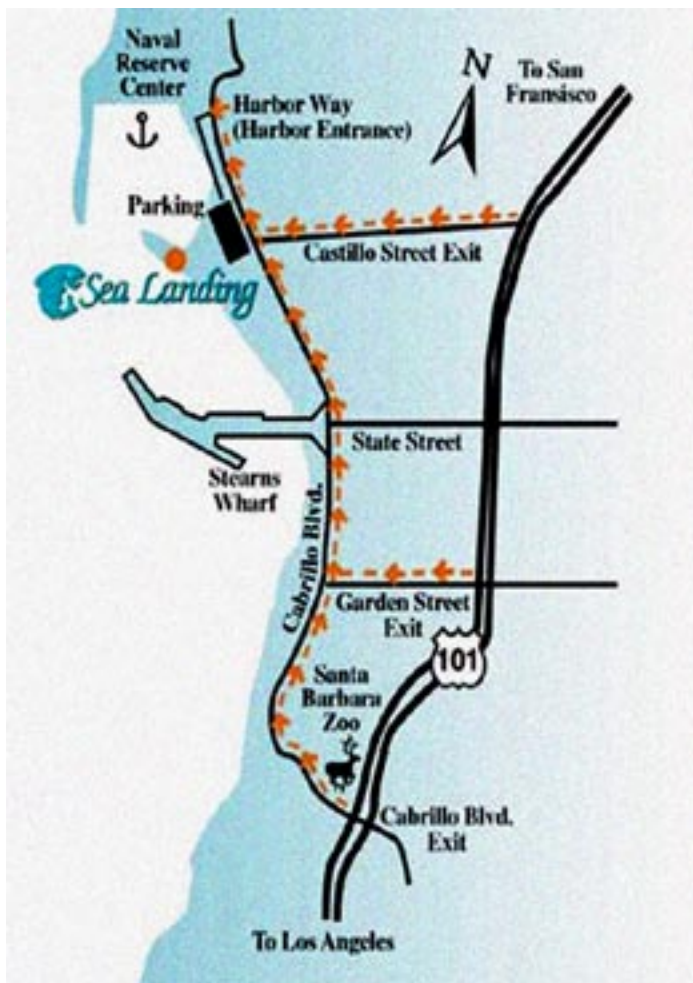 Naval
Reserve
Center
N
To San
Fransisco
Harbor Way
(Harbor Entrance)
Parking
Castillo Street Exit
Sea Landing
State Street
Stearns
Wharf
Cabrillo Blvd.
Garden Street
Exit
101
Santa
Barbara
Zoo
Cabrillo Blvd.
Exit
To Los Angeles